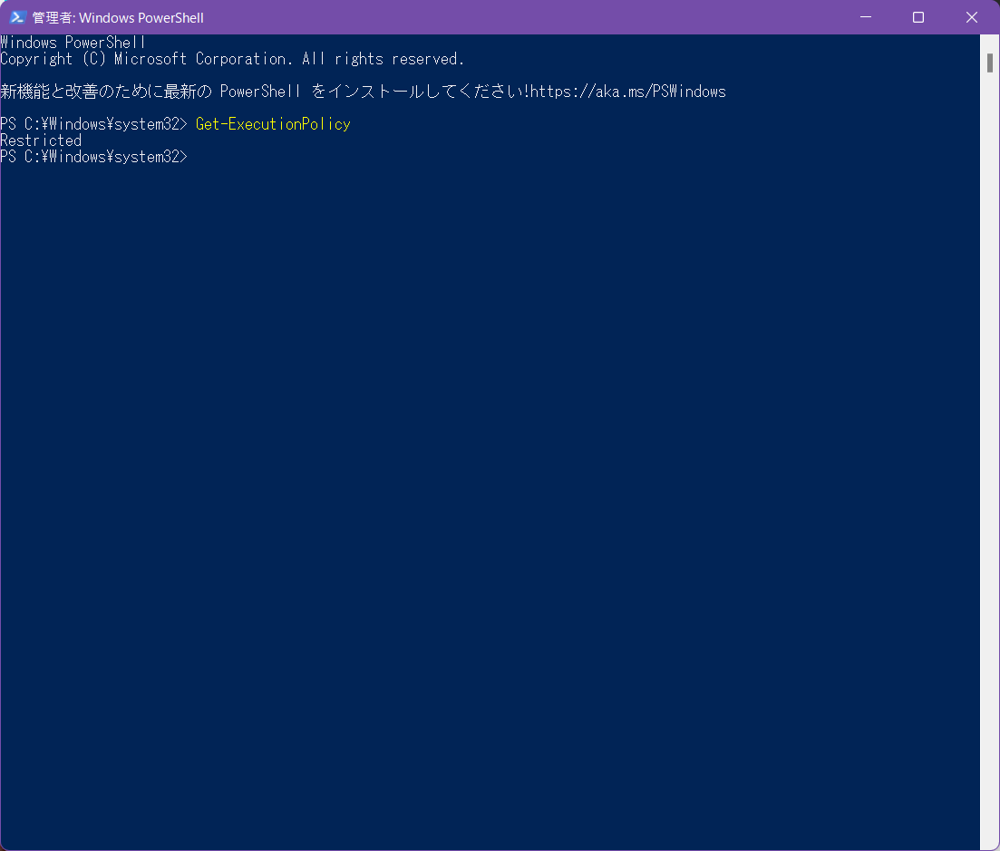 管理者: Windows PowerShell
Windows PowerShell
Copyright (C) Microsoft Corporation. All rights reserved.
新機能と改善のために最新の PowerShell をインストールしてください!https://aka.ms/PSWindows
PS C:¥Windows¥system32> Get-ExecutionPolicy
Restricted
PS C:¥Windows¥system32>